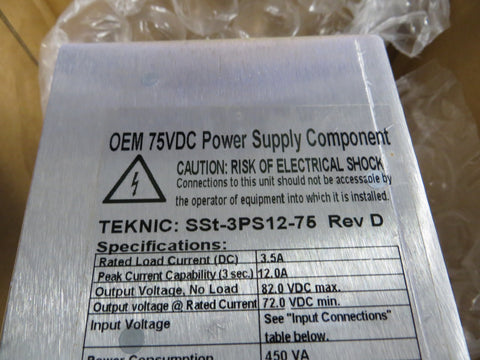 OEM 75VDC Power Supply Component
CAUTION: RISK OF ELECTRICAL SHOCK
Connections to this unit should not be accessable by
the operator of equipment into which it is installed.
TEKNIC: SSt-3PS12-75 Rev D
Specifications:
Rated Load Current (DC) 3.5A
Peak Current Capability (3 sec.) 12.0A
Output Voltage, No Load 82.0 VDC max.
Output voltage @ Rated Current 72.0 VDC min.
Input Voltage See "Input Connections"
table below.
Power Consumption 450 VA